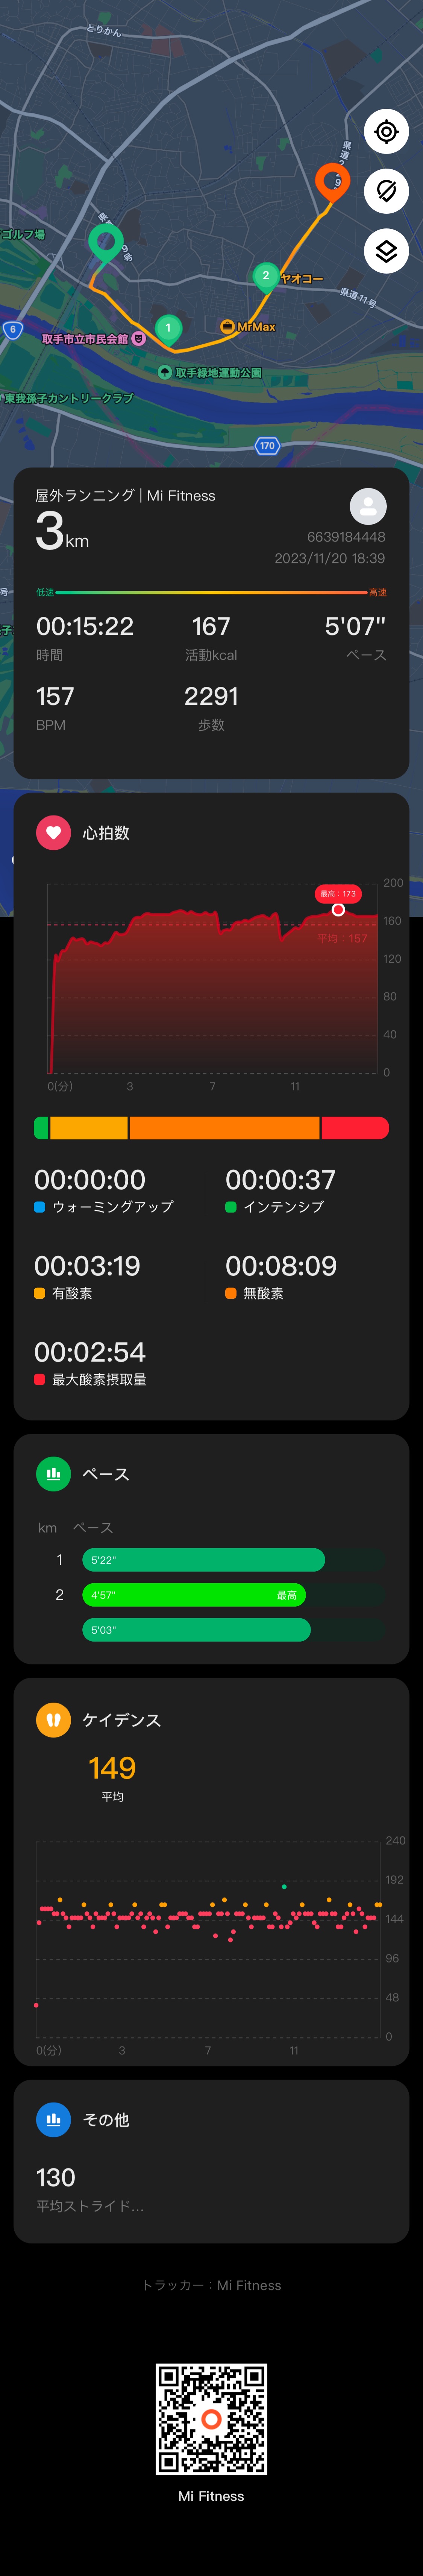 とりかん
県道
9
ゴルフ場
2
ヤオコー
県道11号
1
MrMax
6
取手市立市民会館
取手緑地運動公園
東我孫子カントリークラブ
170
屋外ランニング | Mi Fitness
3km
6639184448
2023/11/20 18:39
号
低速 高速
00:15:22 167 5'07"
時間 活動kcal ペース
157 2291
BPM 歩数
心拍数
200
最高：173
160
平均：157
120
80
40
0
0(分) 3 7 11
00:00:00 00:00:37
ウォーミングアップ インテンシブ
00:03:19 00:08:09
有酸素 無酸素
00:02:54
最大酸素摂取量
ペース
km ペース
1 5'22"
2 4'57" 最高
5'03"
ケイデンス
149
平均
240
192
144
96
48
0
0(分) 3 7 11
その他
130
平均ストライド...
トラッカー：Mi Fitness
Mi Fitness